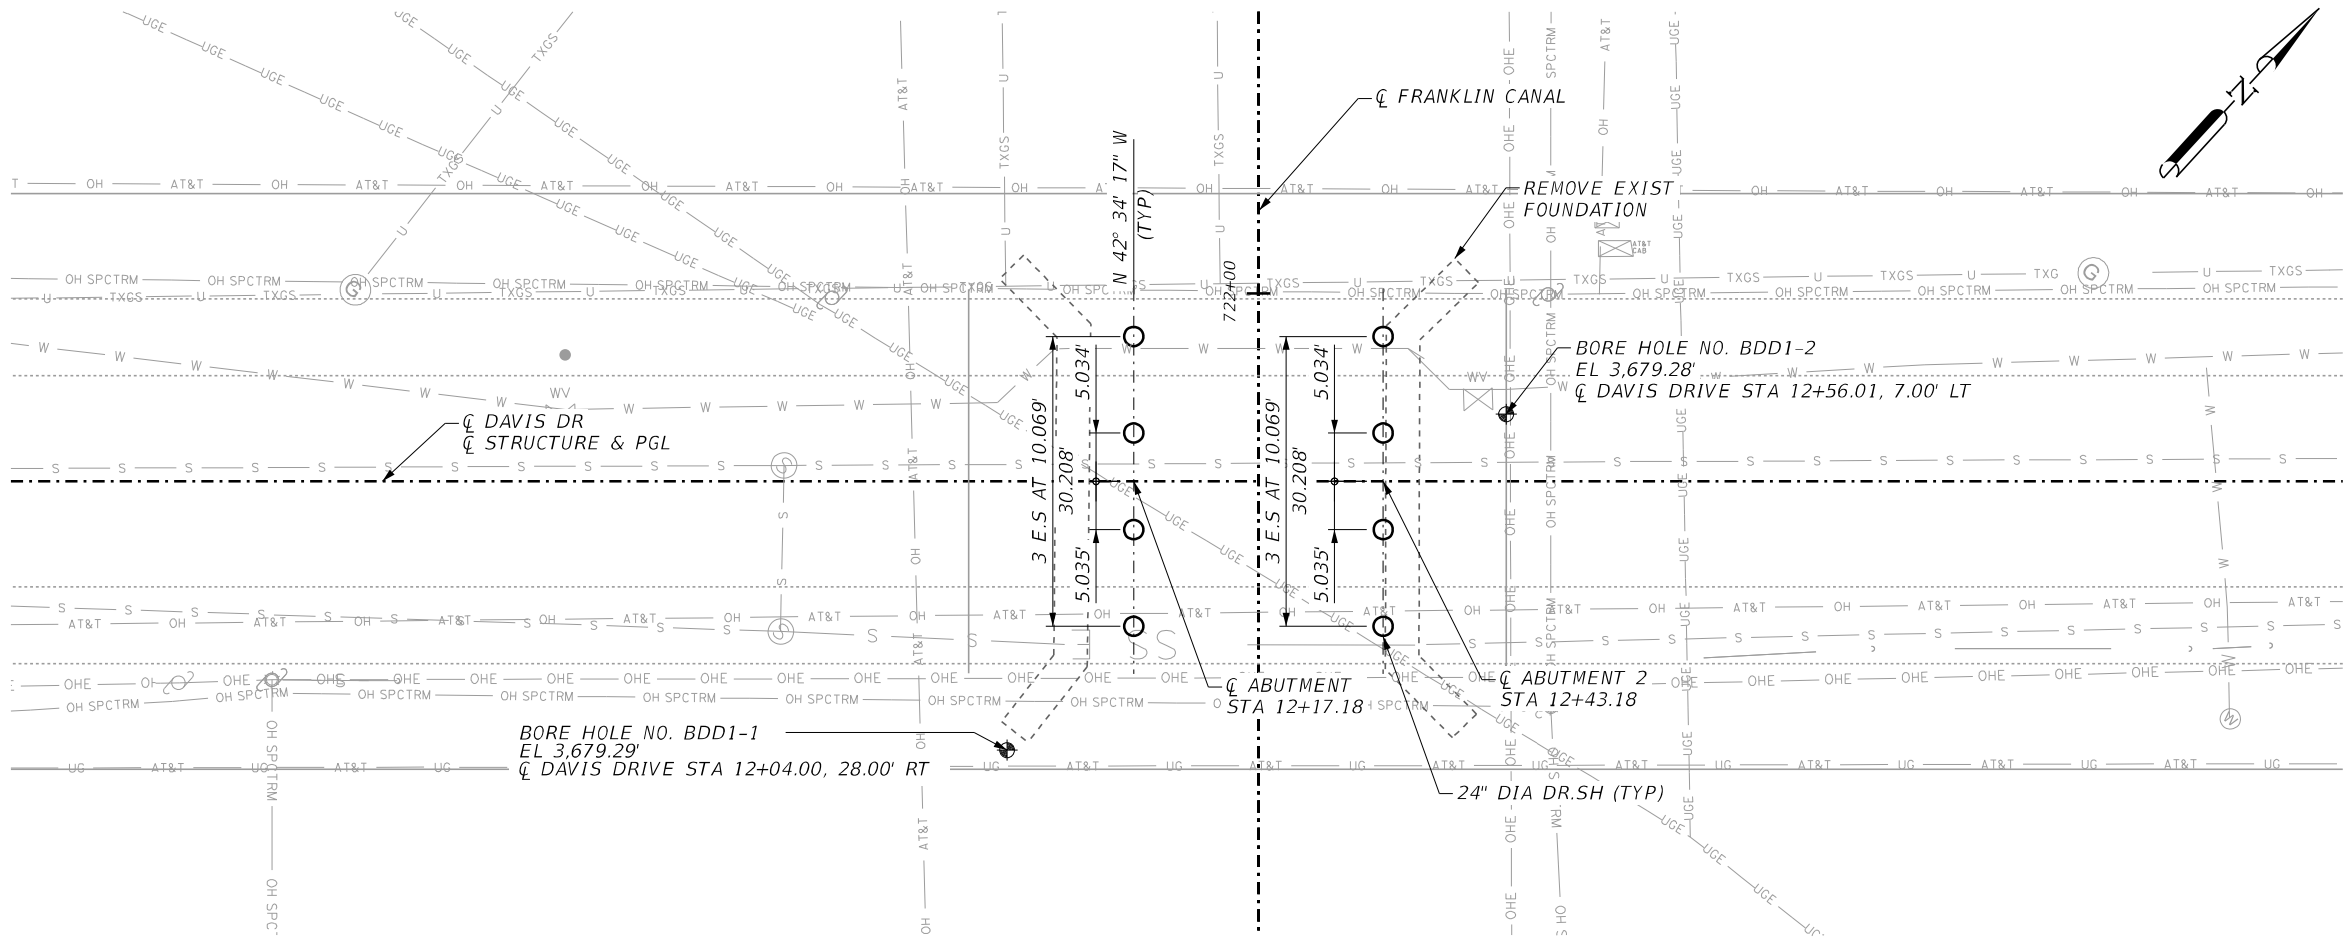 ℄ FRANKLIN CANAL
N
N 42° 34' 17" W
(TYP)
722+00
REMOVE EXIST
FOUNDATION
AT&T
CAB
BORE HOLE NO. BDD1-2
EL 3,679.28'
℄ DAVIS DRIVE STA 12+56.01, 7.00' LT
℄ DAVIS DR
℄ STRUCTURE & PGL
3 E.S AT 10.069'
30.208'
5.034'
5.035'
3 E.S AT 10.069'
30.208'
5.034'
5.035'
℄ ABUTMENT
STA 12+17.18
℄ ABUTMENT 2
STA 12+43.18
BORE HOLE NO. BDD1-1
EL 3,679.29'
℄ DAVIS DRIVE STA 12+04.00, 28.00' RT
24" DIA DR.SH (TYP)
WV
WV
SS
UGE
U TXGS
OH AT&T
OH SPCTRM
OHE
UG AT&T
W
S
G
G
S
S
W